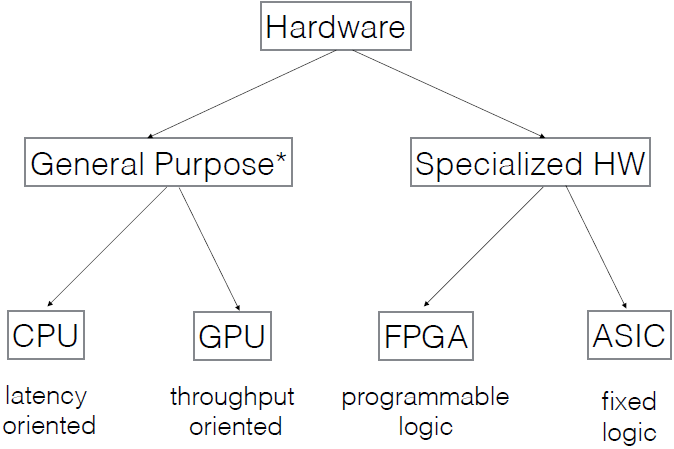 Hardware
General Purpose*
Specialized HW
CPU
GPU
FPGA
ASIC
latency
oriented
throughput
oriented
programmable
logic
fixed
logic